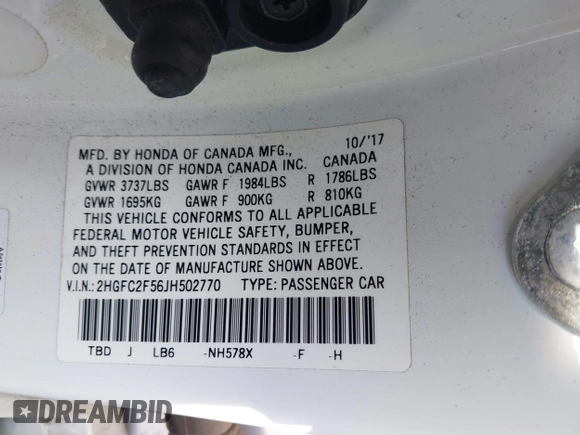 MFD. BY HONDA OF CANADA MFG., 10/'17
A DIVISION OF HONDA CANADA INC. CANADA
GVWR 3737LBS GAWR F 1984LBS R 1786LBS
GVWR 1695KG GAWR F 900KG R 810KG
THIS VEHICLE CONFORMS TO ALL APPLICABLE
FEDERAL MOTOR VEHICLE SAFETY, BUMPER,
AND THEFT PREVENTION STANDARDS IN EFFECT
ON THE DATE OF MANUFACTURE SHOWN ABOVE.
V.I.N.: 2HGFC2F56JH502770 TYPE: PASSENGER CAR
TBD J LB6 -NH578X -F -H
DREAMBID